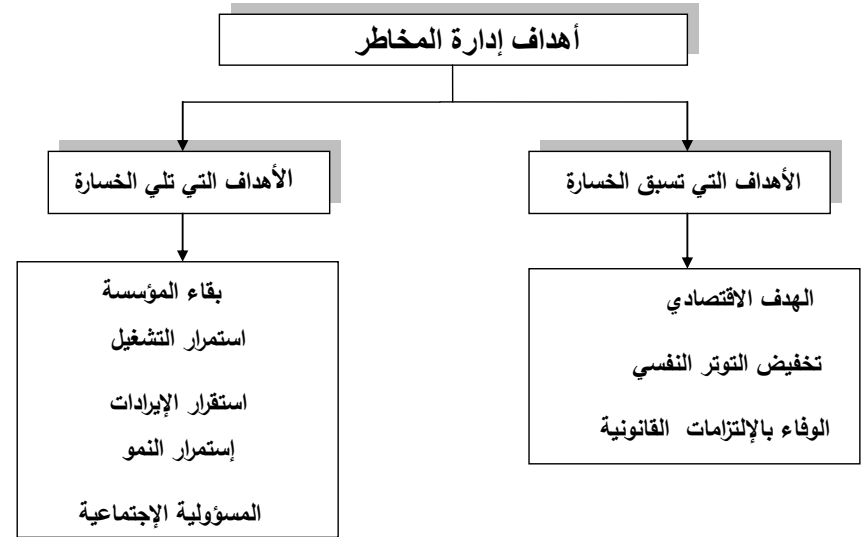 أهداف إدارة المخاطر
الأهداف التي تسبق الخسارة
الهدف الاقتصادي
تخفيض التوتر النفسي
الوفاء بالإلتزامات القانونية
الأهداف التي تلي الخسارة
بقاء المؤسسة
استمرار التشغيل
استقرار الإيرادات
إستمرار النمو
المسؤولية الإجتماعية